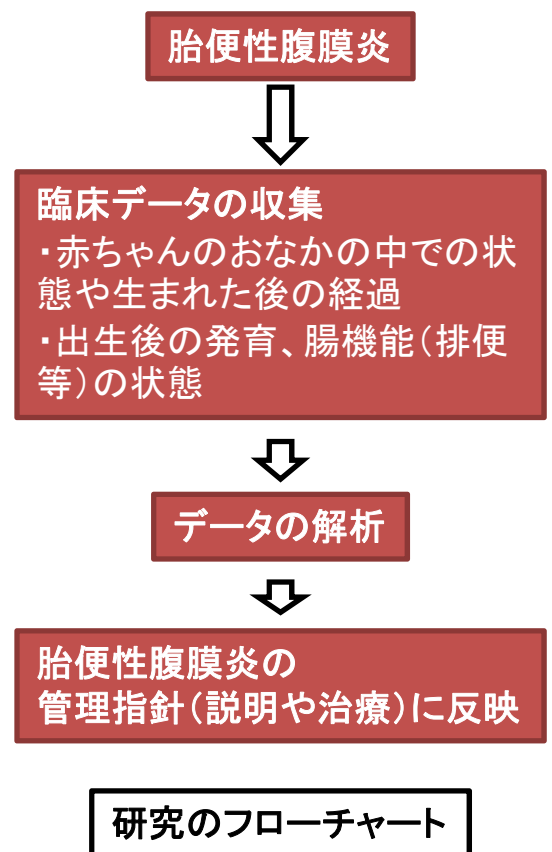 胎便性腹膜炎
臨床データの収集
・赤ちゃんのおなかの中での状
態や生まれた後の経過
・出生後の発育、腸機能（排便
等）の状態
データの解析
胎便性腹膜炎の
管理指針（説明や治療）に反映
研究のフローチャート